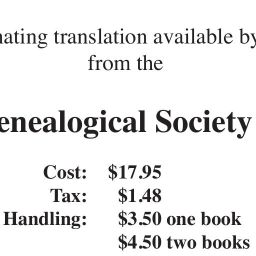 nating translation available by
from the
enealogical Society
Cost: $17.95
Tax: $1.48
Handling: $3.50 one book
$4.50 two books